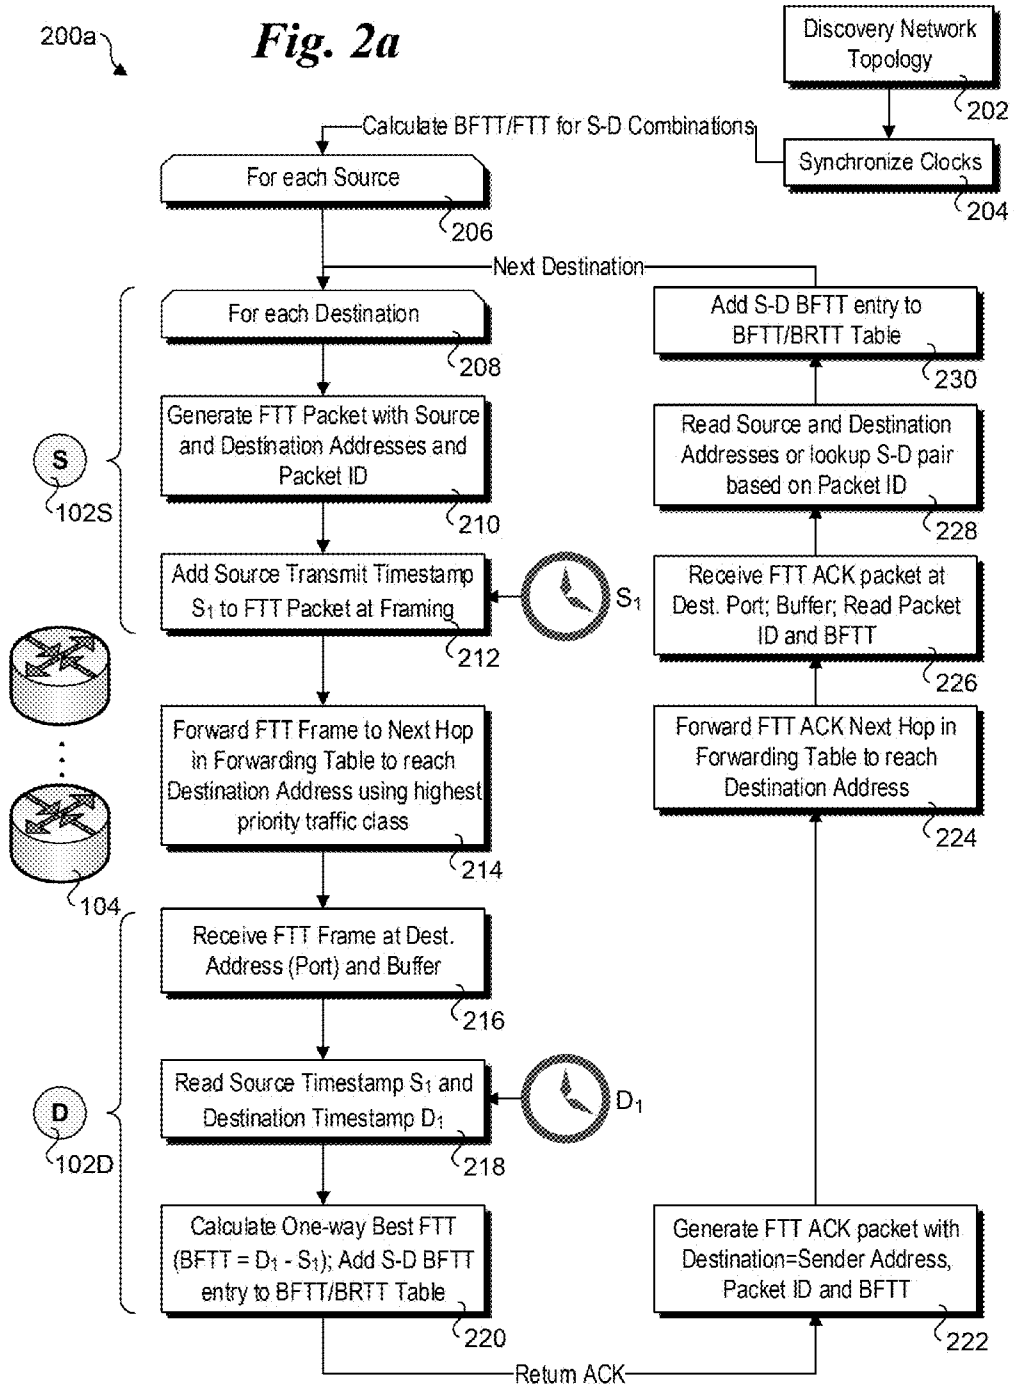 200a
Fig. 2a
Discovery Network
Topology
202
Calculate BFTT/FTT for S-D Combinations
Synchronize Clocks
204
For each Source
206
Next Destination
For each Destination
208
Generate FTT Packet with Source
and Destination Addresses and
Packet ID
210
S
102S
Add Source Transmit Timestamp
S1 to FTT Packet at Framing
212
S1
Forward FTT Frame to Next Hop
in Forwarding Table to reach
Destination Address using highest
priority traffic class
214
104
Receive FTT Frame at Dest.
Address (Port) and Buffer
216
Read Source Timestamp S1 and
Destination Timestamp D1
218
D1
D
102D
Calculate One-way Best FTT
(BFTT = D1 - S1); Add S-D BFTT
entry to BFTT/BRTT Table
220
Return ACK
Generate FTT ACK packet with
Destination=Sender Address,
Packet ID and BFTT
222
Forward FTT ACK Next Hop in
Forwarding Table to reach
Destination Address
224
Receive FTT ACK packet at
Dest. Port; Buffer; Read Packet
ID and BFTT
226
Read Source and Destination
Addresses or lookup S-D pair
based on Packet ID
228
Add S-D BFTT entry to
BFTT/BRTT Table
230